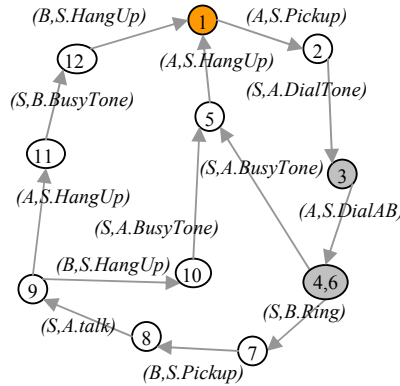 (B,S.HangUp)
1
(A,S.Pickup)
12
2
(A,S.HangUp)
(S,B.BusyTone)
(S,A.DialTone)
5
11
(S,A.BusyTone)
3
(A,S.HangUp)
(A,S.DialAB)
(S,A.BusyTone)
(B,S.HangUp)
10
4,6
9
(S,B.Ring)
(S,A.talk)
8
7
(B,S.Pickup)